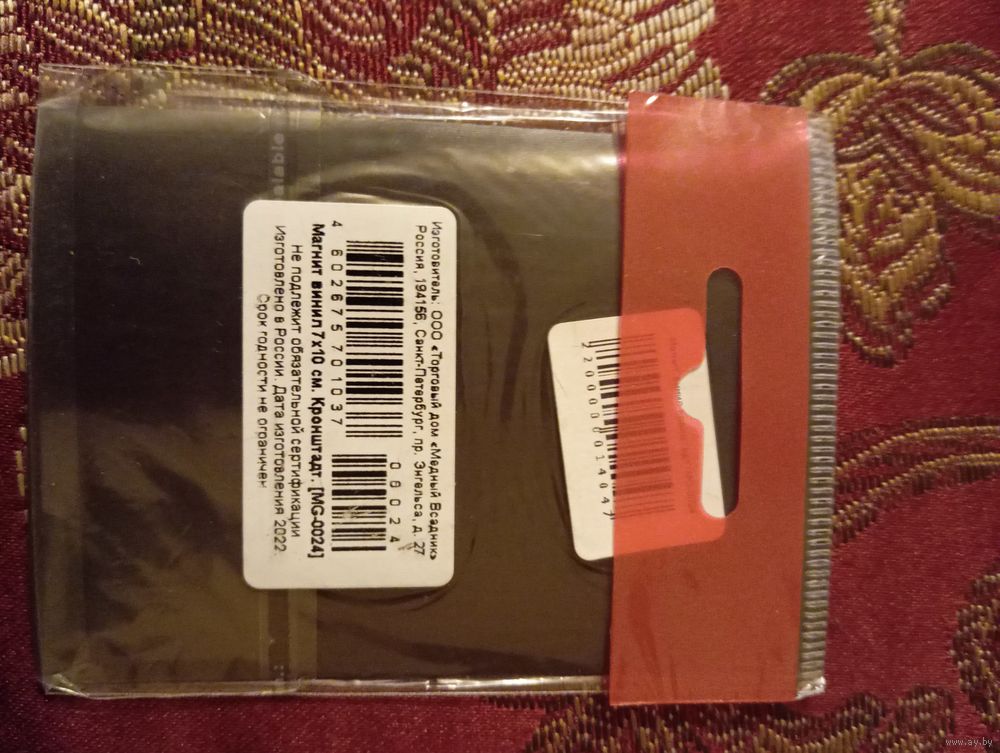 Изготовитель: ООО «Торговый дом «Медный Всадник»
Россия, 194156, Санкт-Петербург, пр. Энгельса, д. 27
4 602675 701037
00024
Магнит винил 7х10 см. Кронштадт. [MG-0024]
Не подлежит обязательной сертификации
Изготовлено в России. Дата изготовления 2022.
Срок годности не ограничен
2200000014047
www.ay.by